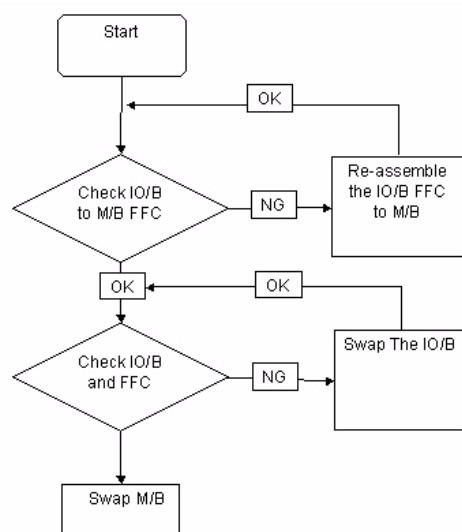 Start
OK
Check IO/B
to M/B FFC
NG
Re-assemble
the IO/B FFC
to M/B
OK
OK
Check IO/B
and FFC
NG
Swap The IO/B
Swap M/B